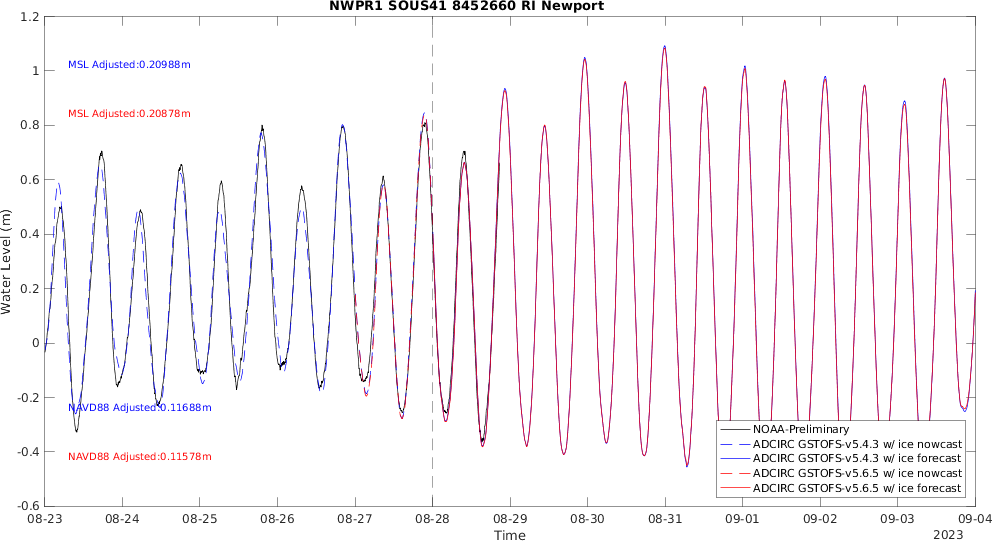 NWPR1 SOUS41 8452660 RI Newport
Water Level (m)
1.2
1
0.8
0.6
0.4
0.2
0
-0.2
-0.4
-0.6
MSL Adjusted:0.20988m
MSL Adjusted:0.20878m
NAVD88 Adjusted:0.11688m
NAVD88 Adjusted:0.11578m
NOAA-Preliminary
ADCIRC GSTOFS-v5.4.3 w/ ice nowcast
ADCIRC GSTOFS-v5.4.3 w/ ice forecast
ADCIRC GSTOFS-v5.6.5 w/ ice nowcast
ADCIRC GSTOFS-v5.6.5 w/ ice forecast
08-23 08-24 08-25 08-26 08-27 08-28 08-29 08-30 08-31 09-01 09-02 09-03 09-04
Time
2023